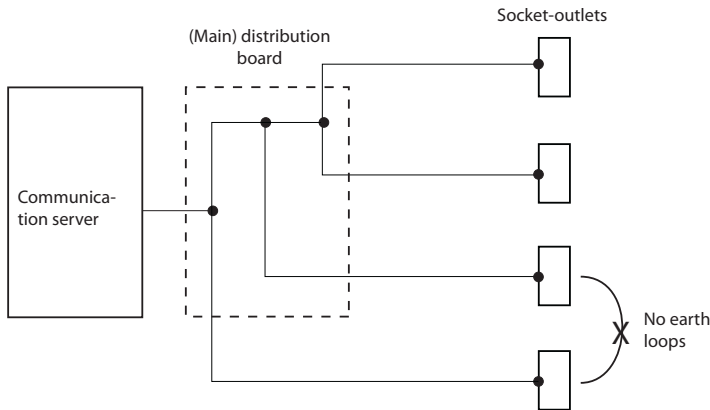 Socket-outlets
(Main) distribution
board
Communica-
tion server
No earth
loops
X